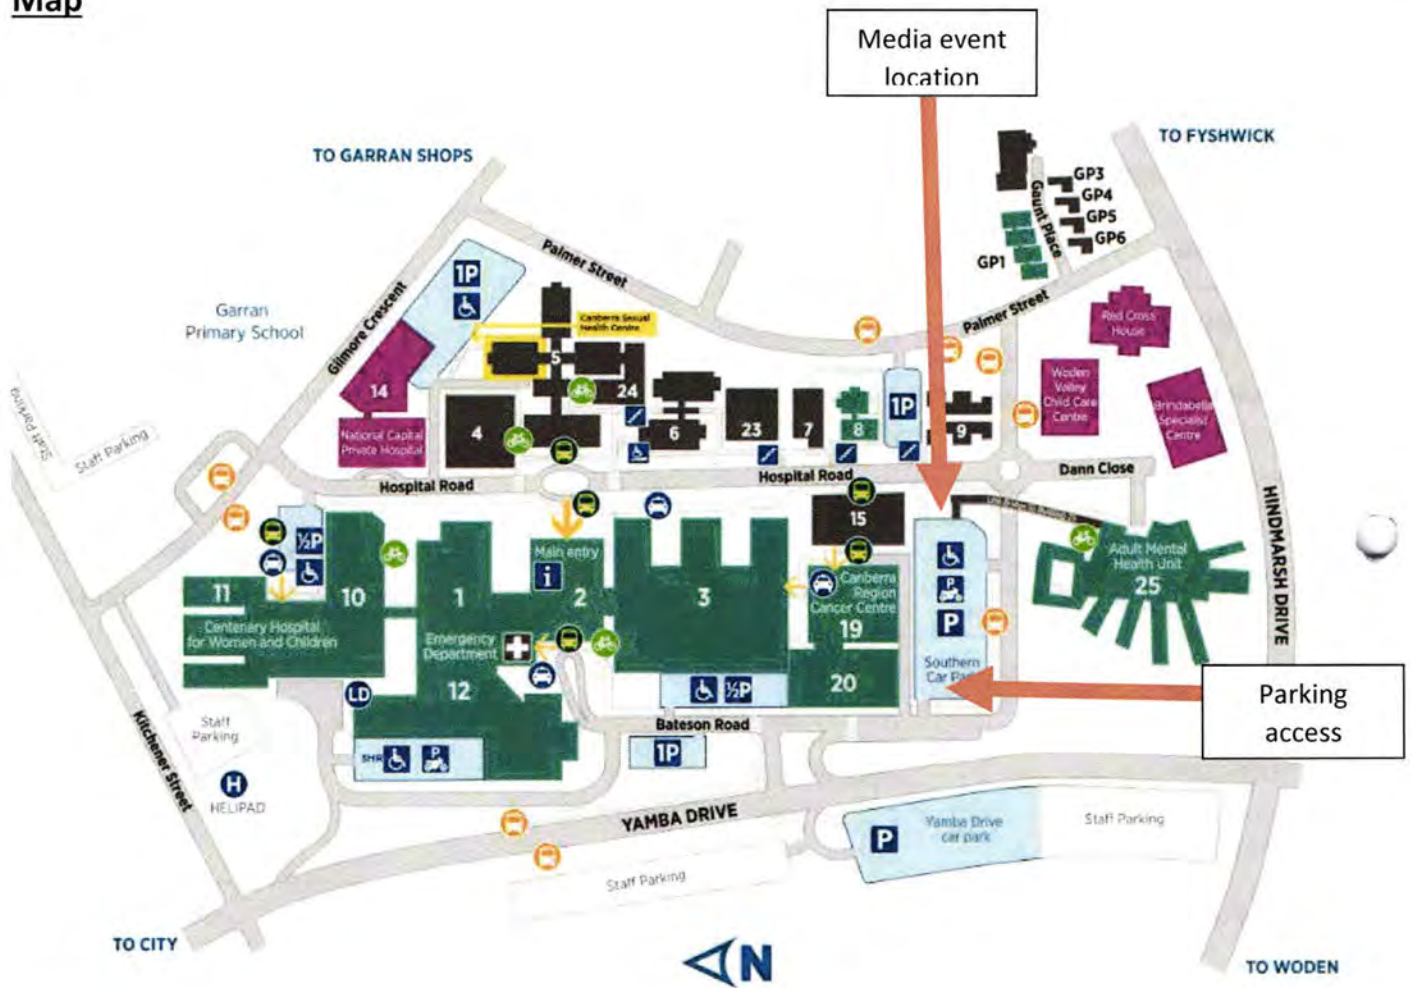 Map
Media event
location
TO GARRAN SHOPS
TO FYSHWICK
GP3
GP4
GP5
GP6
Gaunt Place
GP1
Palmer Street
1P
Gilmore Crescent
Garran
Primary School
Canberra Sexual
Health Centre
Palmer Street
Red Cross
House
5
14
24
Woden
Valley
Child Care
Centre
Brindabella
Specialist
Centre
1P
National Capital
Private Hospital
4
6
23
7
8
9
Staff Parking
Staff Parking
Hospital Road
Hospital Road
Dann Close
HINDMARSH DRIVE
15
½P
Main entry
i
Adult Mental
Health Unit
25
11
10
1
2
3
Canberra
Region
Cancer Centre
19
P
P
Centenary Hospital
for Women and Children
Emergency
Department
12
LD
½P
20
Southern
Car Park
Parking
access
Staff
Parking
Kitchener Street
Bateson Road
P
1P
H
HELIPAD
YAMBA DRIVE
P
Yamba Drive
car park
Staff Parking
Staff Parking
TO CITY
N
TO WODEN